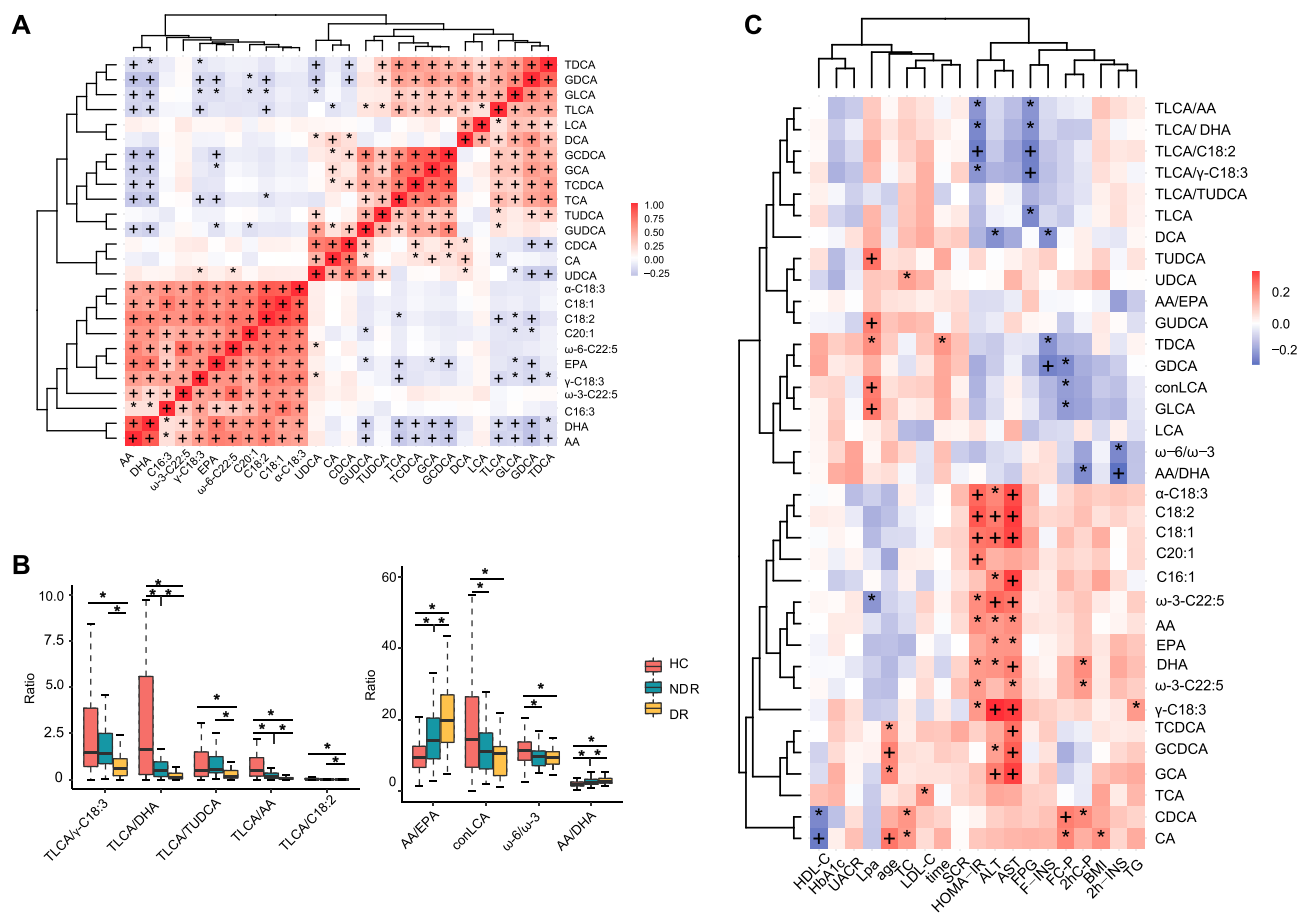 A
TDCA
GDCA
GLCA
TLCA
LCA
DCA
GCDCA
GCA
TCDCA
TCA
TUDCA
GUDCA
CDCA
CA
UDCA
α-C18:3
C18:1
C18:2
C20:1
ω-6-C22:5
EPA
γ-C18:3
ω-3-C22:5
C16:3
DHA
AA
1.00
0.75
0.50
0.25
0.00
−0.25
AA
DHA
C16:3
ω-3-C22:5
γ-C18:3
EPA
ω-6-C22:5
C20:1
C18:2
C18:1
α-C18:3
UDCA
CA
CDCA
GUDCA
TUDCA
TCA
TCDCA
GCA
GCDCA
DCA
LCA
TLCA
GLCA
GDCA
TDCA
B
Ratio
10.0
7.5
5.0
2.5
0
TLCA/γ-C18:3
TLCA/DHA
TLCA/TUDCA
TLCA/AA
TLCA/C18:2
Ratio
60
40
20
0
AA/EPA
conLCA
ω-6/ω-3
AA/DHA
HC
NDR
DR
C
TLCA/AA
TLCA/ DHA
TLCA/C18:2
TLCA/γ-C18:3
TLCA/TUDCA
TLCA
DCA
TUDCA
UDCA
AA/EPA
GUDCA
TDCA
GDCA
conLCA
GLCA
LCA
ω−6/ω−3
AA/DHA
α-C18:3
C18:2
C18:1
C20:1
C16:1
ω-3-C22:5
AA
EPA
DHA
ω-3-C22:5
γ-C18:3
TCDCA
GCDCA
GCA
TCA
CDCA
CA
0.2
0.0
−0.2
HDL-C
HbA1c
UACR
Lpa
age
TC
LDL-C
time
SCR
HOMA−IR
ALT
AST
FPG
F−INS
FC-P
2hC-P
BMI
2h−INS
TG